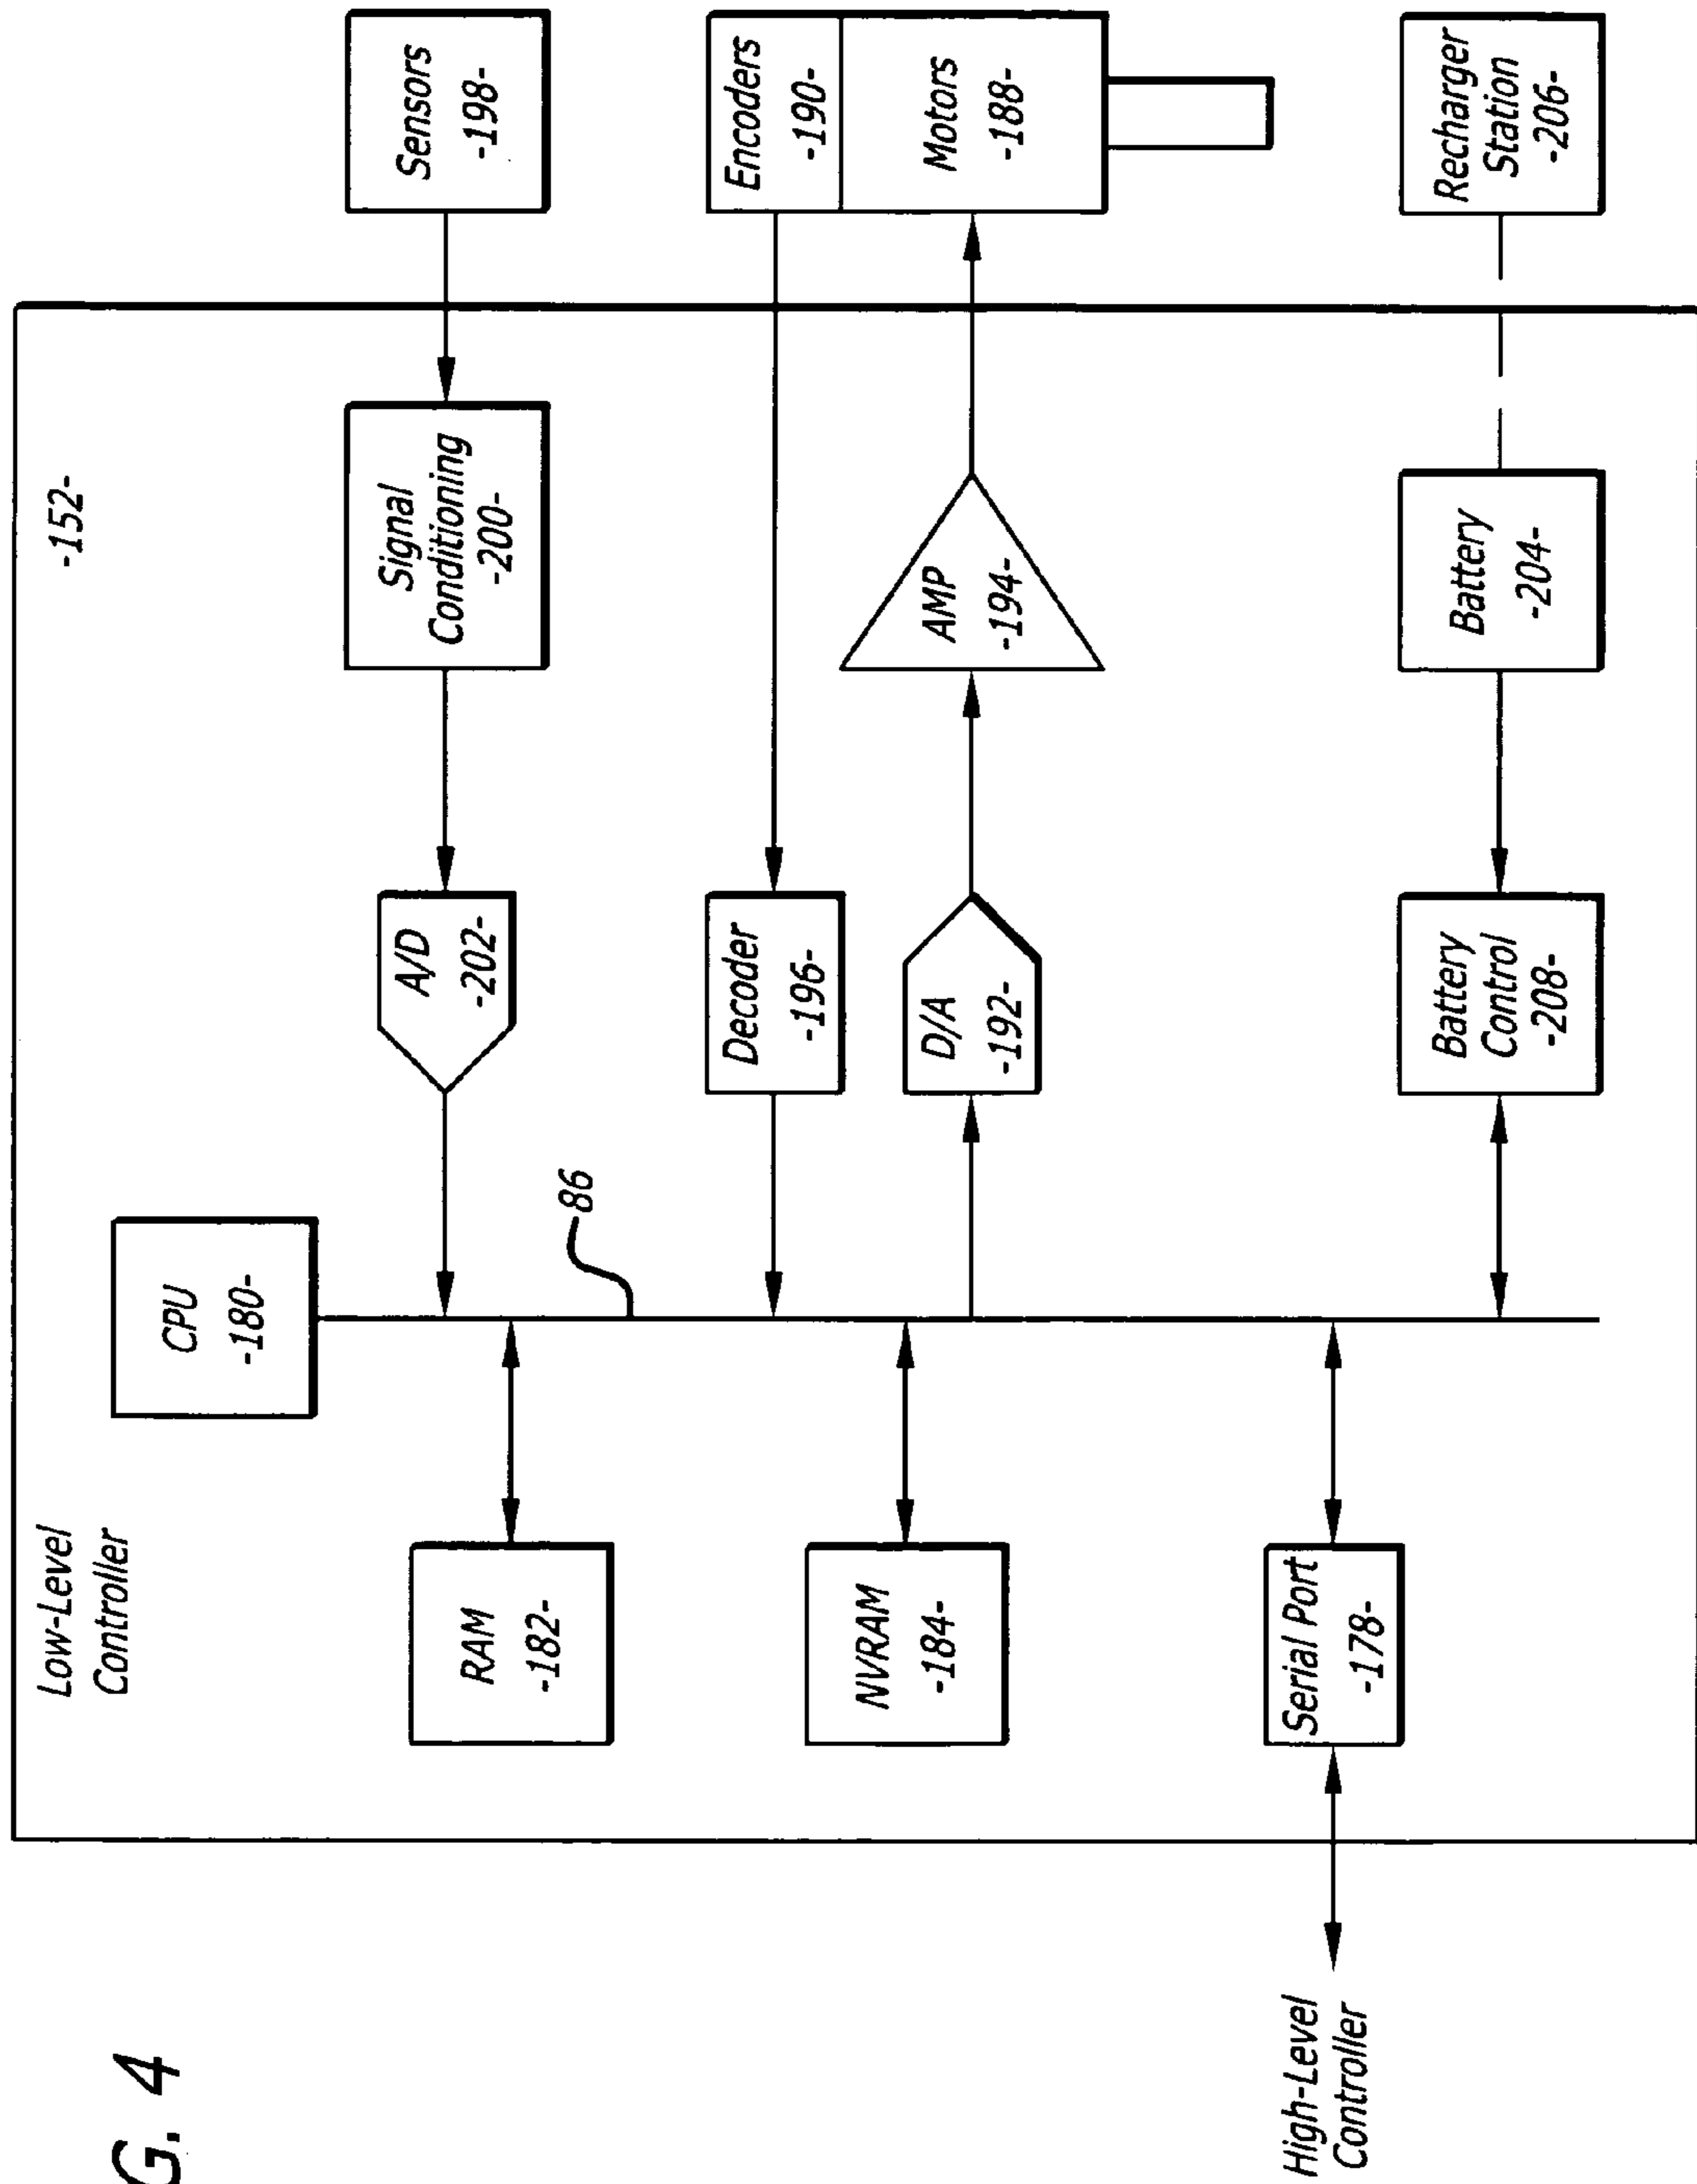 G. 4
Low-Level
Controller
-152-
CPU
-180-
A/D
-202-
Signal
Conditioning
-200-
Sensors
-198-
RAM
-182-
86
Decoder
-196-
Encoders
-190-
NVRAM
-184-
D/A
-192-
AMP
-194-
Motors
-188-
High-Level
Controller
Serial Port
-178-
Battery
Control
-208-
Battery
-204-
Recharger
Station
-206-